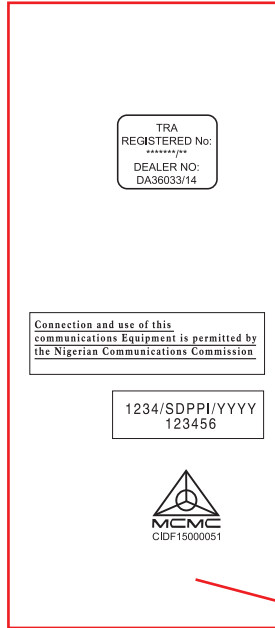 TRA
REGISTERED No:
*******/**
DEALER NO:
DA36033/14
Connection and use of this
communications Equipment is permitted by
the Nigerian Communications Commission
1234/SDPPI/YYYY
123456
MCMC
CIDF15000051